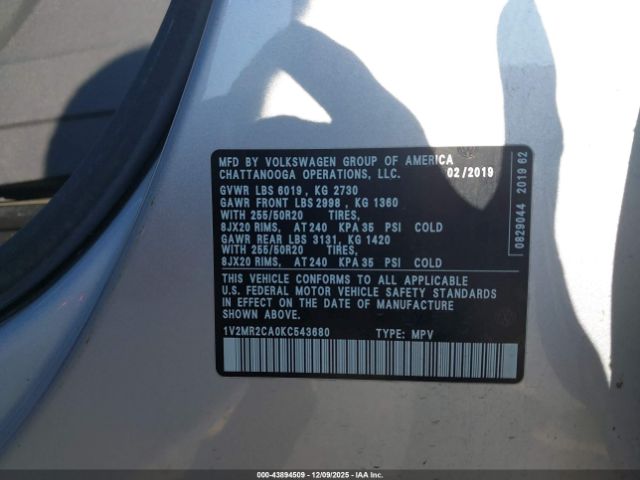 MFD BY VOLKSWAGEN GROUP OF AMERICA
CHATTANOOGA OPERATIONS, LLC. 02/2019
GVWR LBS 6019, KG 2730
GAWR FRONT LBS 2998, KG 1360
WITH 255/50R20 TIRES,
8JX20 RIMS, AT 240 KPA 35 PSI COLD
GAWR REAR LBS 3131, KG 1420
WITH 255/50R20 TIRES,
8JX20 RIMS, AT 240 KPA 35 PSI COLD
THIS VEHICLE CONFORMS TO ALL APPLICABLE
U.S. FEDERAL MOTOR VEHICLE SAFETY STANDARDS
IN EFFECT ON THE DATE OF MANUFACTURE
SHOWN ABOVE.
1V2MR2CA0KC543680 TYPE: MPV
0829044 2019 62
000-43894509 | 12/09/2025 - Copyright © IAA, LLC